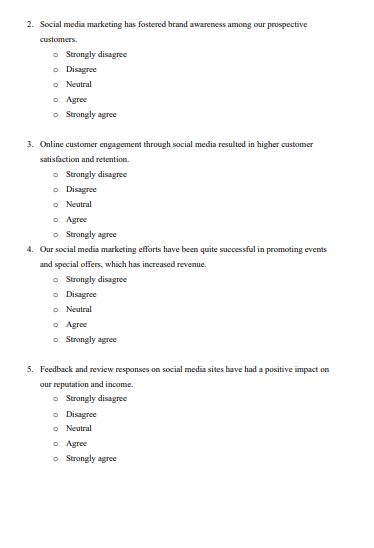 2. Social media marketing has fostered brand awareness among our prospective
customers.
o Strongly disagree
o Disagree
o Neutral
o Agree
o Strongly agree
3. Online customer engagement through social media resulted in higher customer
satisfaction and retention.
o Strongly disagree
o Disagree
o Neutral
o Agree
o Strongly agree
4. Our social media marketing efforts have been quite successful in promoting events
and special offers, which has increased revenue.
o Strongly disagree
o Disagree
o Neutral
o Agree
o Strongly agree
5. Feedback and review responses on social media sites have had a positive impact on
our reputation and income.
o Strongly disagree
o Disagree
o Neutral
o Agree
o Strongly agree